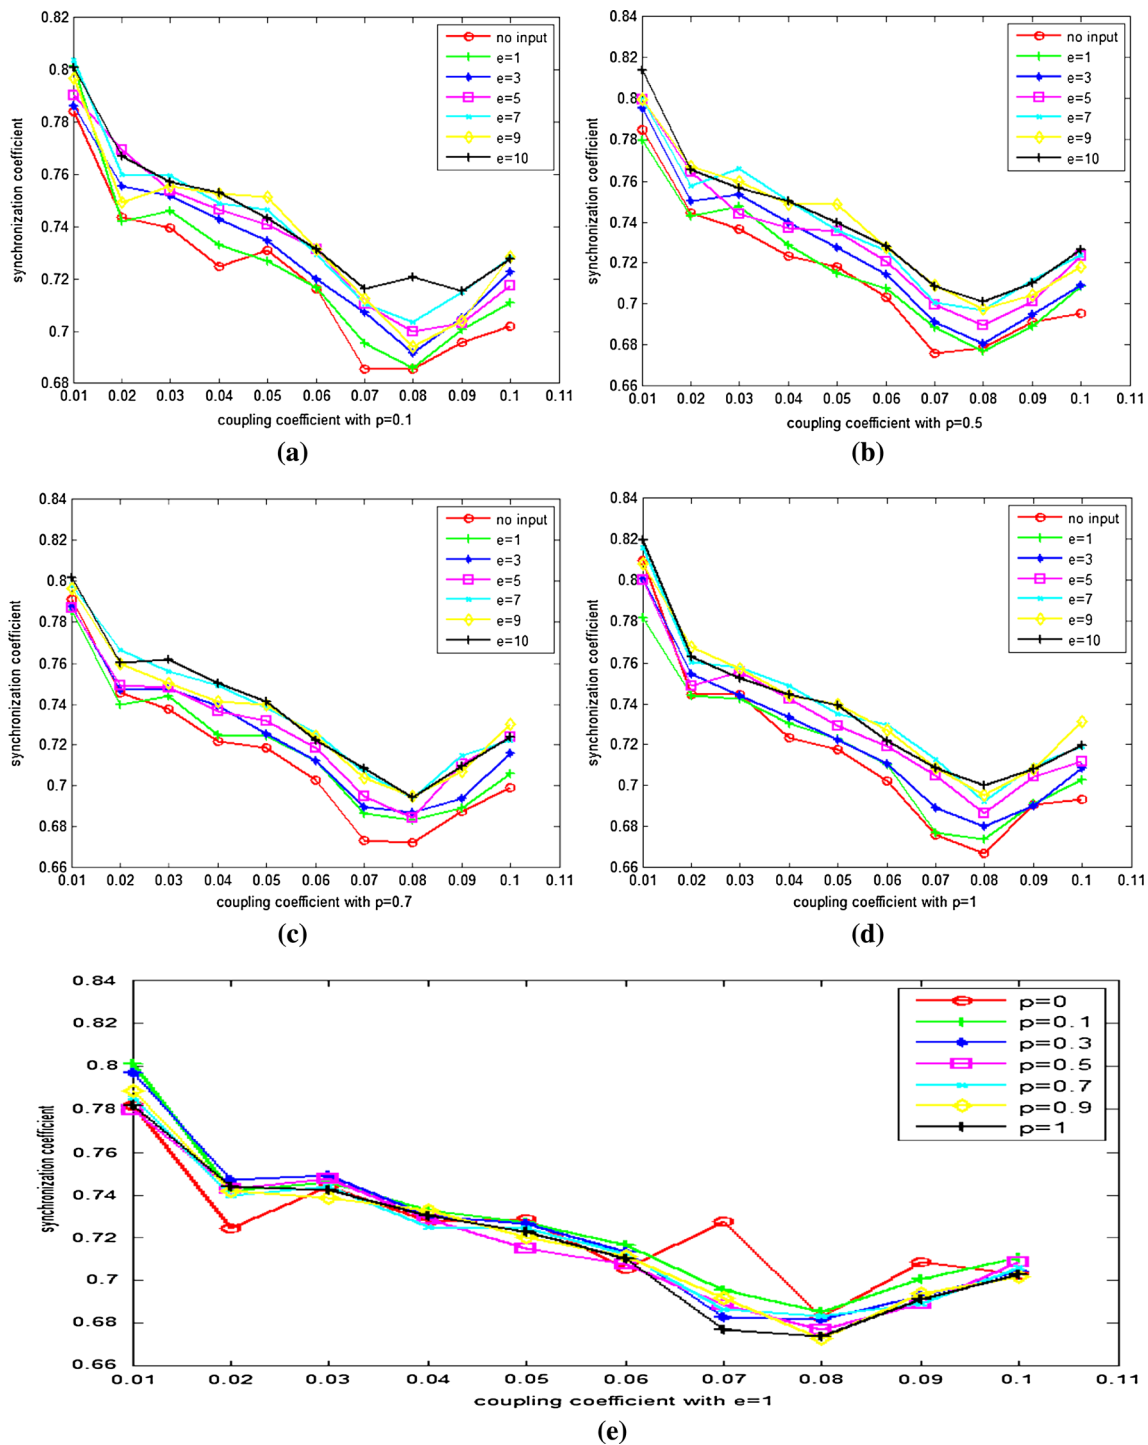 0.82
0.8
0.78
0.76
0.74
0.72
0.7
0.68
synchronization coefficient
0.01 0.02 0.03 0.04 0.05 0.06 0.07 0.08 0.09 0.1 0.11
coupling coefficient with p=0.1
no input
e=1
e=3
e=5
e=7
e=9
e=10
(a)
0.84
0.82
0.8
0.78
0.76
0.74
0.72
0.7
0.68
0.66
synchronization coefficient
0.01 0.02 0.03 0.04 0.05 0.06 0.07 0.08 0.09 0.1 0.11
coupling coefficient with p=0.5
no input
e=1
e=3
e=5
e=7
e=9
e=10
(b)
0.84
0.82
0.8
0.78
0.76
0.74
0.72
0.7
0.68
0.66
synchronization coefficient
0.01 0.02 0.03 0.04 0.05 0.06 0.07 0.08 0.09 0.1 0.11
coupling coefficient with p=0.7
no input
e=1
e=3
e=5
e=7
e=9
e=10
(c)
0.84
0.82
0.8
0.78
0.76
0.74
0.72
0.7
0.68
0.66
synchronization coefficient
0.01 0.02 0.03 0.04 0.05 0.06 0.07 0.08 0.09 0.1 0.11
coupling coefficient with p=1
no input
e=1
e=3
e=5
e=7
e=9
e=10
(d)
0.84
0.82
0.8
0.78
0.76
0.74
0.72
0.7
0.68
0.66
synchronization coefficient
0.01 0.02 0.03 0.04 0.05 0.06 0.07 0.08 0.09 0.1 0.11
coupling coefficient with e=1
p=0
p=0.1
p=0.3
p=0.5
p=0.7
p=0.9
p=1
(e)